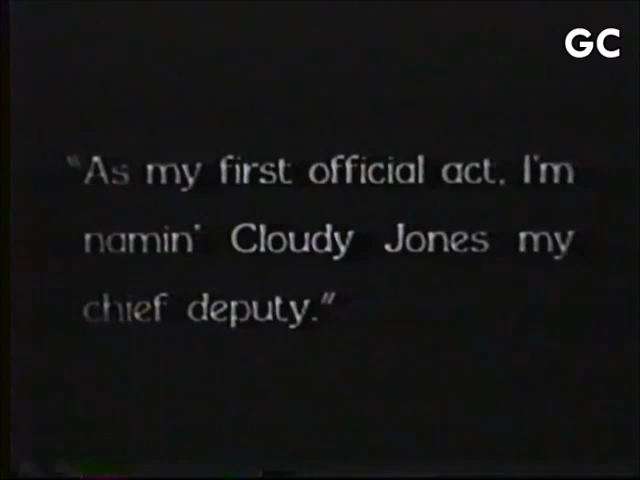 GC
"As my first official act, I'm
namin' Cloudy Jones my
chief deputy."